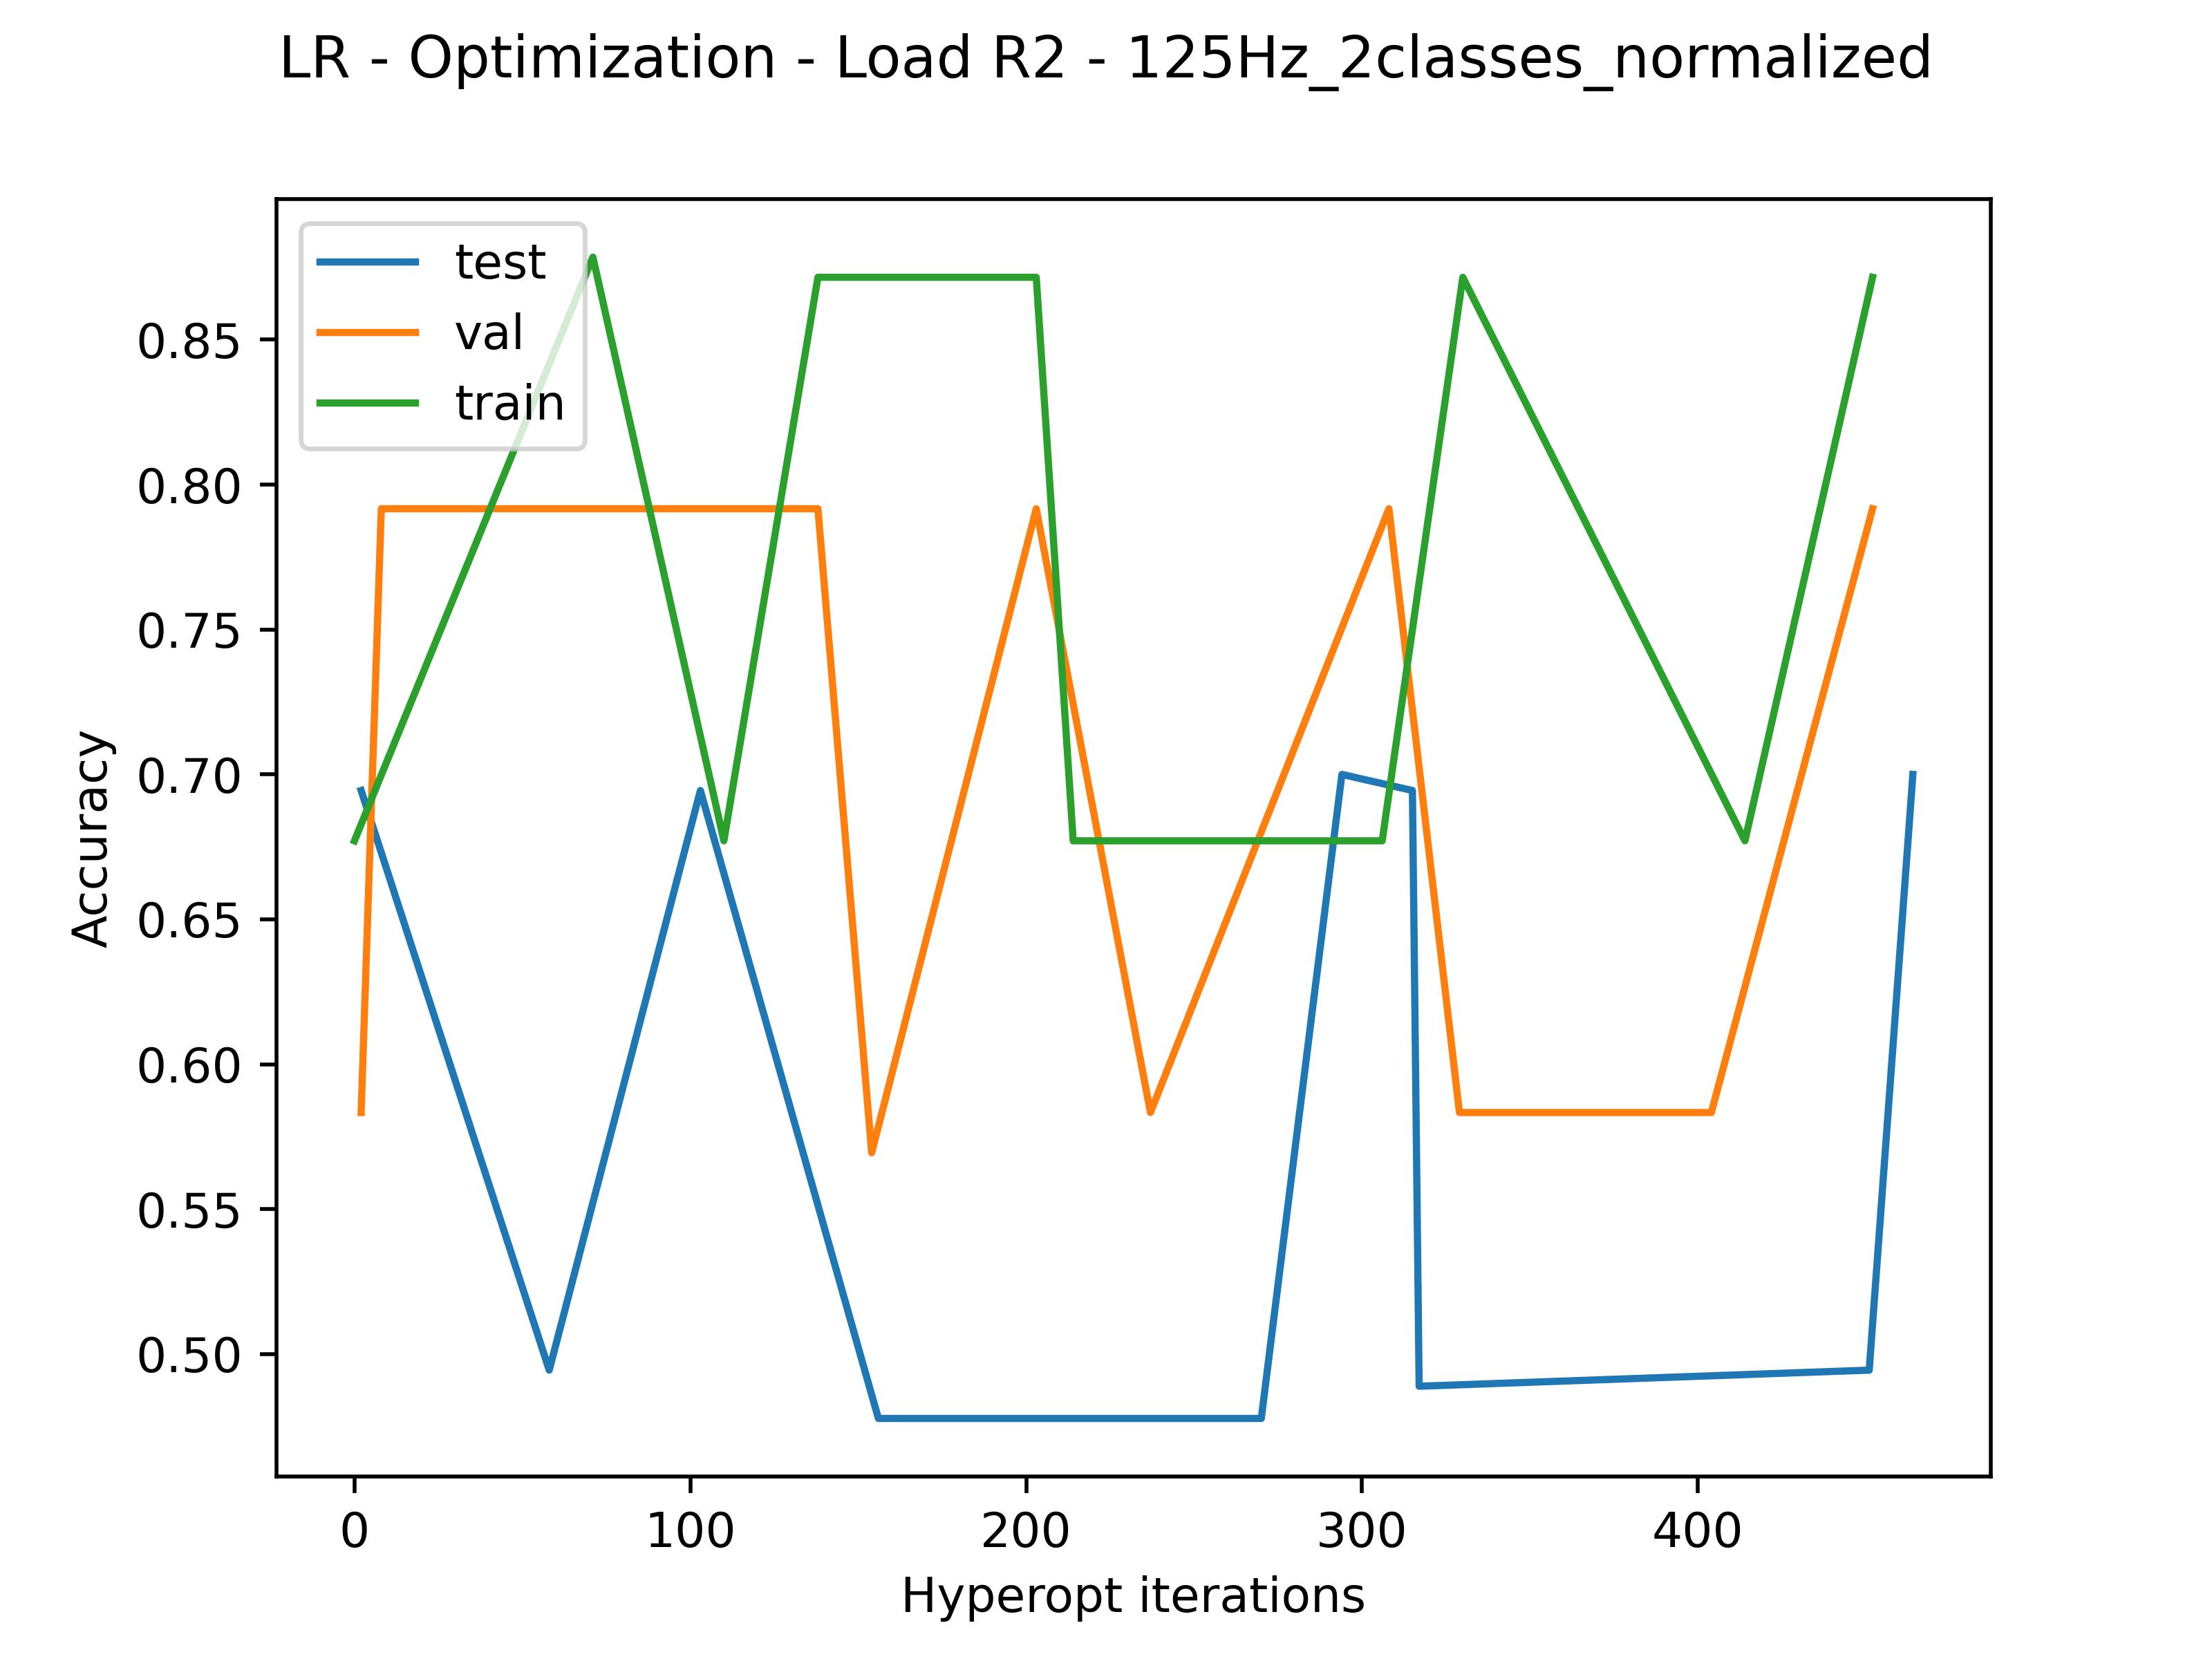 LR - Optimization - Load R2 - 125Hz_2classes_normalized
test
val
train
0.85
0.80
0.75
0.70
0.65
0.60
0.55
0.50
Accuracy
0 100 200 300 400
Hyperopt iterations